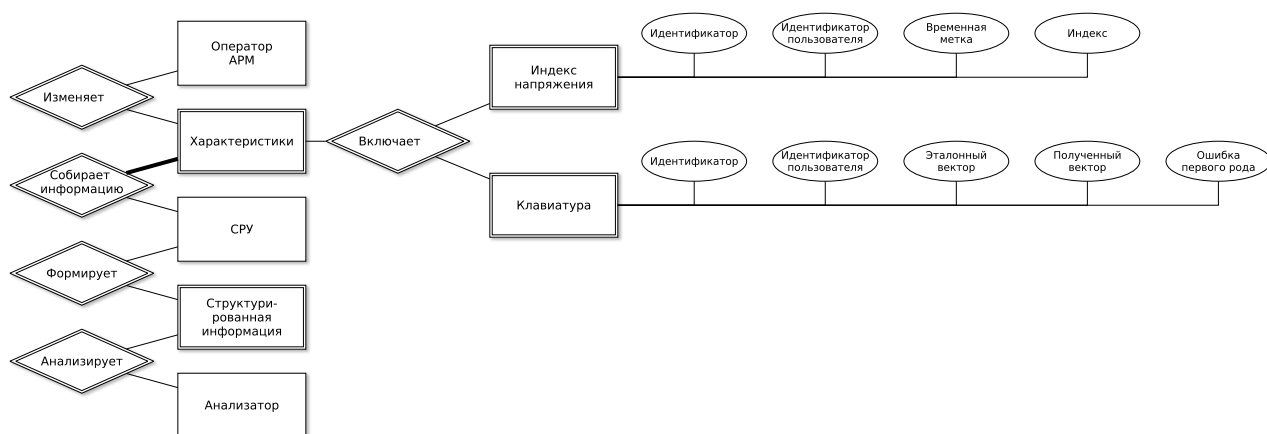 Оператор
АРМ
Изменяет
Характеристики
Собирает
информацию
СРУ
Формирует
Структури-
рованная
информация
Анализирует
Анализатор
Включает
Индекс
напряжения
Идентификатор
Идентификатор
пользователя
Временная
метка
Индекс
Клавиатура
Идентификатор
Идентификатор
пользователя
Эталонный
вектор
Полученный
вектор
Ошибка
первого рода